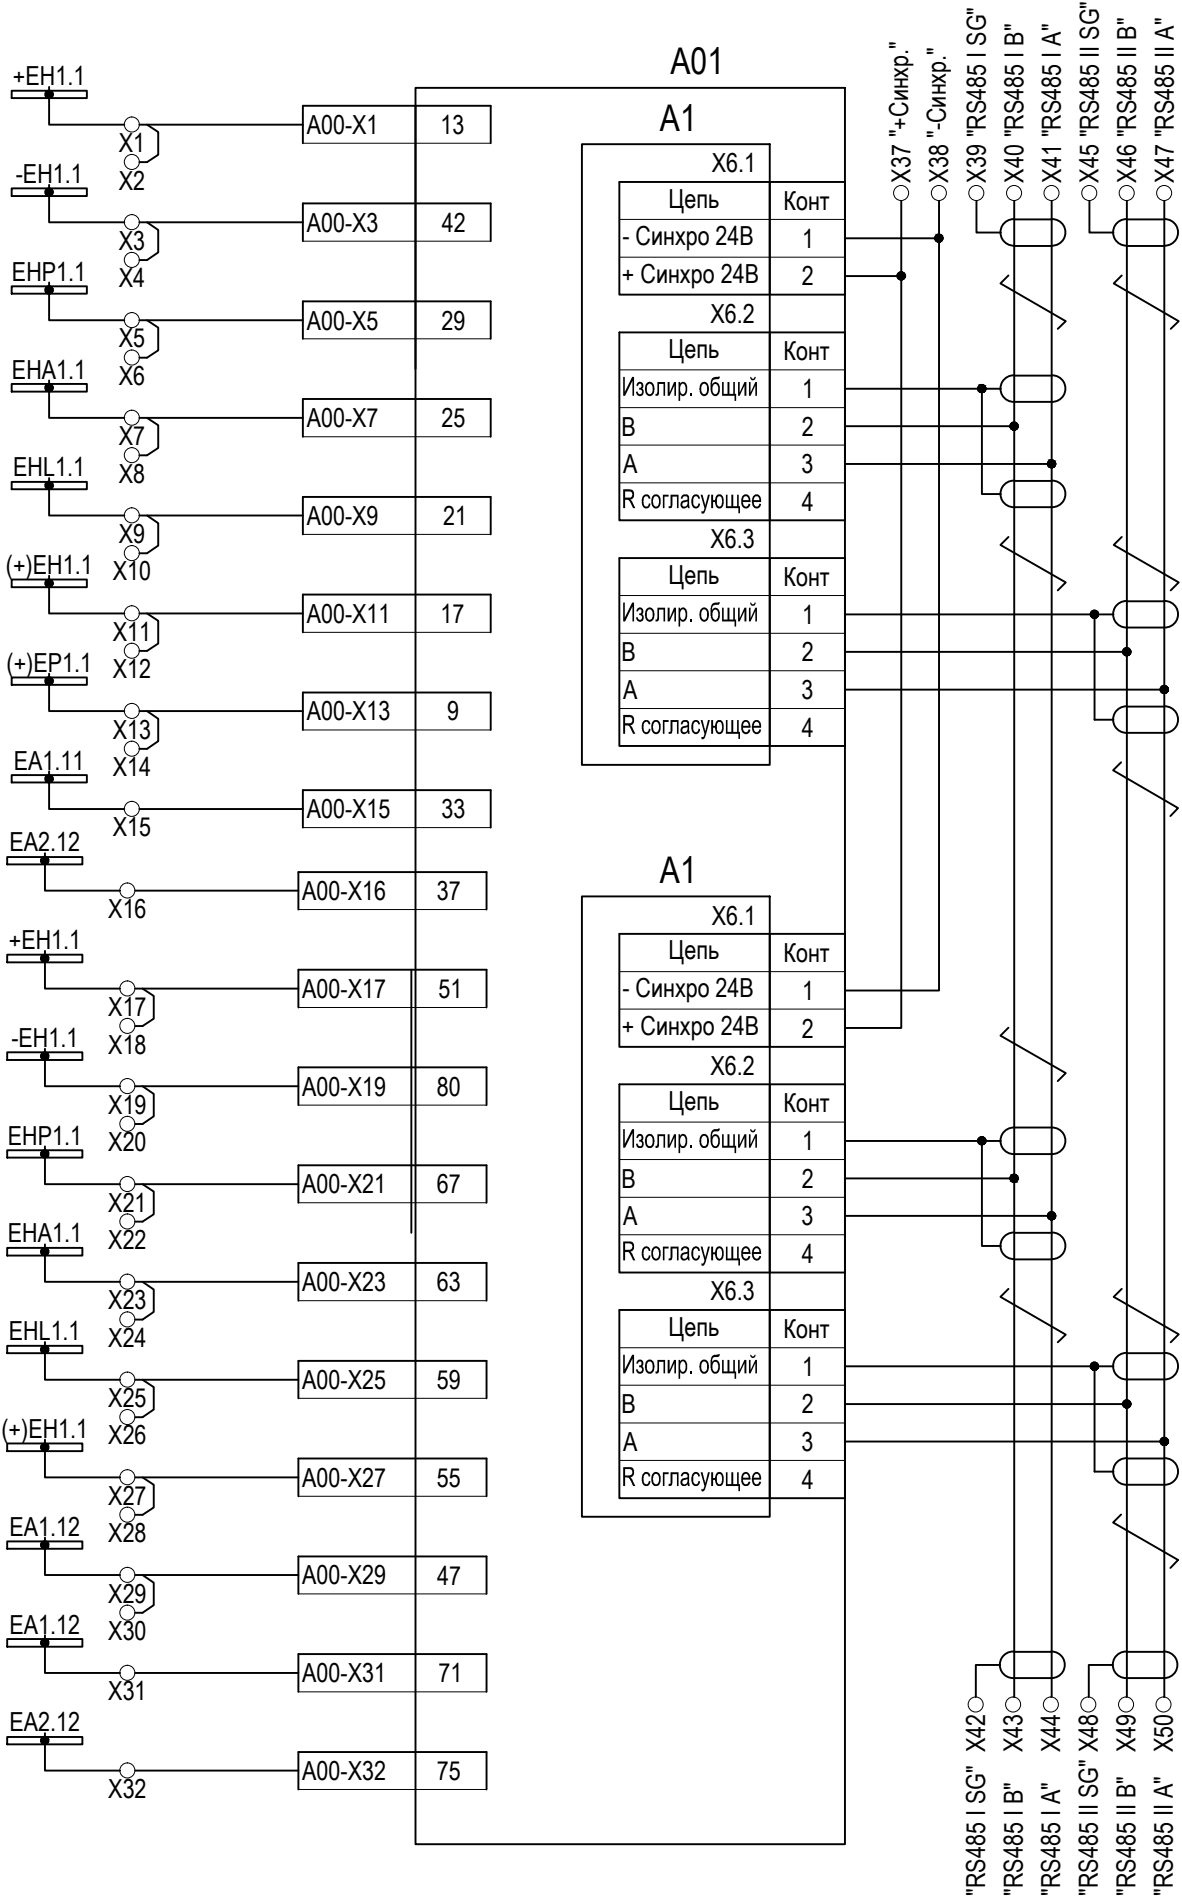 A01
+EH1.1
X1
X2
A00-X1 13
-EH1.1
X3
X4
A00-X3 42
EHP1.1
X5
X6
A00-X5 29
EHA1.1
X7
X8
A00-X7 25
EHL1.1
X9
X10
A00-X9 21
(+)EH1.1
X11
X12
A00-X11 17
(+)EP1.1
X13
X14
A00-X13 9
EA1.11
X15
A00-X15 33
EA2.12
X16
A00-X16 37
+EH1.1
X17
X18
A00-X17 51
-EH1.1
X19
X20
A00-X19 80
EHP1.1
X21
X22
A00-X21 67
EHA1.1
X23
X24
A00-X23 63
EHL1.1
X25
X26
A00-X25 59
(+)EH1.1
X27
X28
A00-X27 55
EA1.12
X29
X30
A00-X29 47
EA1.12
X31
A00-X31 71
EA2.12
X32
A00-X32 75
A1
X6.1
Цепь Конт
- Синхро 24В 1
+ Синхро 24В 2
X6.2
Цепь Конт
Изолир. общий 1
B 2
A 3
R согласующее 4
X6.3
Цепь Конт
Изолир. общий 1
B 2
A 3
R согласующее 4
A1
X6.1
Цепь Конт
- Синхро 24В 1
+ Синхро 24В 2
X6.2
Цепь Конт
Изолир. общий 1
B 2
A 3
R согласующее 4
X6.3
Цепь Конт
Изолир. общий 1
B 2
A 3
R согласующее 4
X37 "+Синхр."
X38 "-Синхр."
X39 "RS485 I SG"
X40 "RS485 I B"
X41 "RS485 I A"
X45 "RS485 II SG"
X46 "RS485 II B"
X47 "RS485 II A"
"RS485 I SG" X42
"RS485 I B" X43
"RS485 I A" X44
"RS485 II SG" X48
"RS485 II B" X49
"RS485 II A" X50